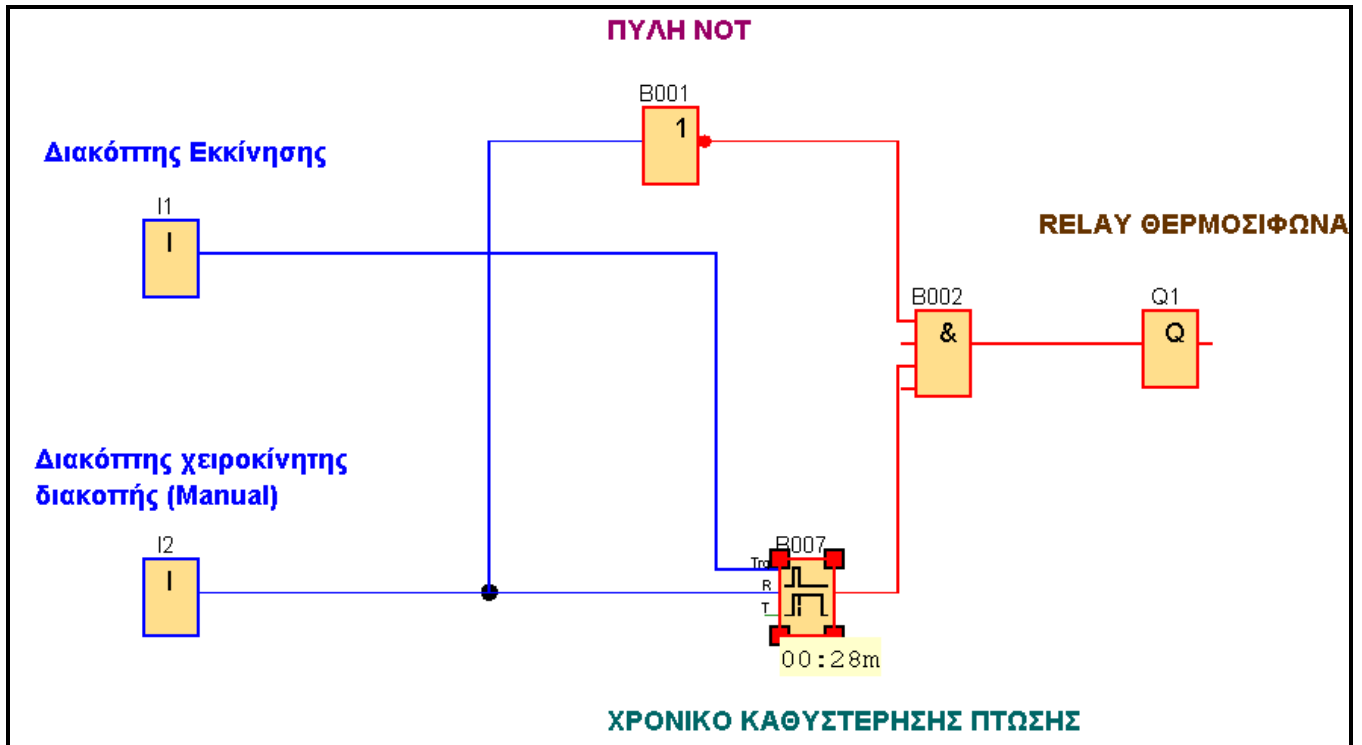 ΠΥΛΗ NOT
B001
1
Διακόπτης Εκκίνησης
I1
I
RELAY ΘΕΡΜΟΣΙΦΩΝΑ
B002
&
Q1
Q
Διακόπτης χειροκίνητης
διακοπής (Manual)
I2
I
B007
Trg
R
T
00:28m
ΧΡΟΝΙΚΟ ΚΑΘΥΣΤΕΡΗΣΗΣ ΠΤΩΣΗΣ